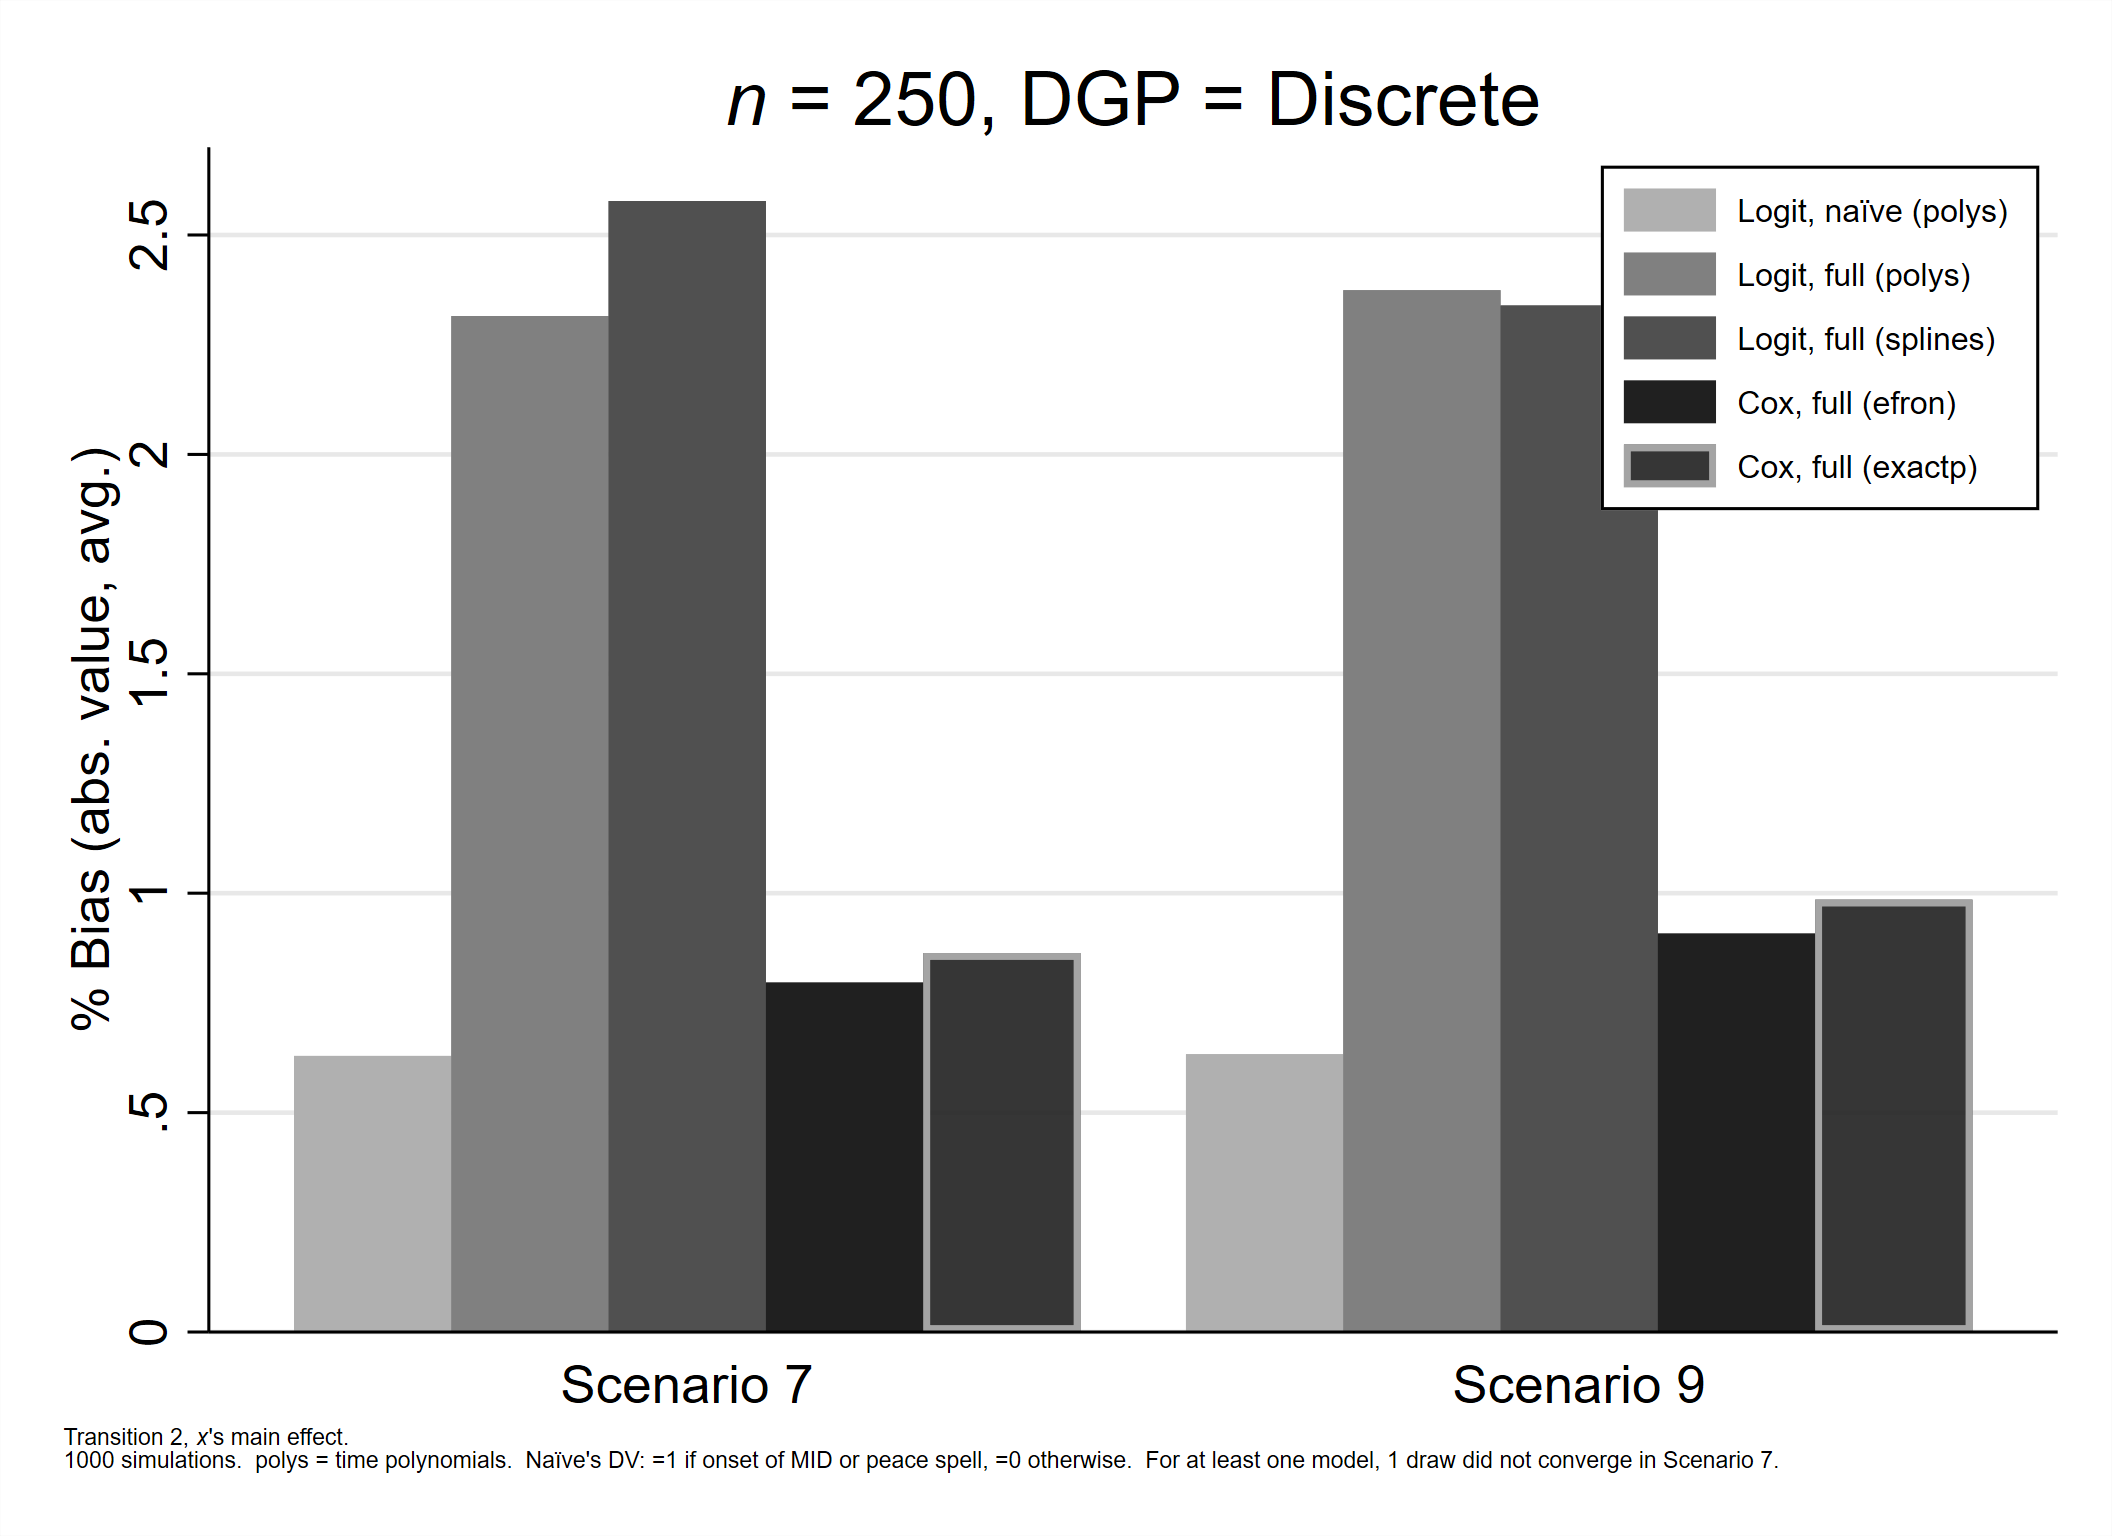 n = 250, DGP = Discrete
% Bias (abs. value, avg.)
2.5
2
1.5
1
.5
0
Logit, naïve (polys)
Logit, full (polys)
Logit, full (splines)
Cox, full (efron)
Cox, full (exactp)
Scenario 7
Scenario 9
Transition 2, x's main effect.
1000 simulations.  polys = time polynomials.  Naïve's DV: =1 if onset of MID or peace spell, =0 otherwise.  For at least one model, 1 draw did not converge in Scenario 7.